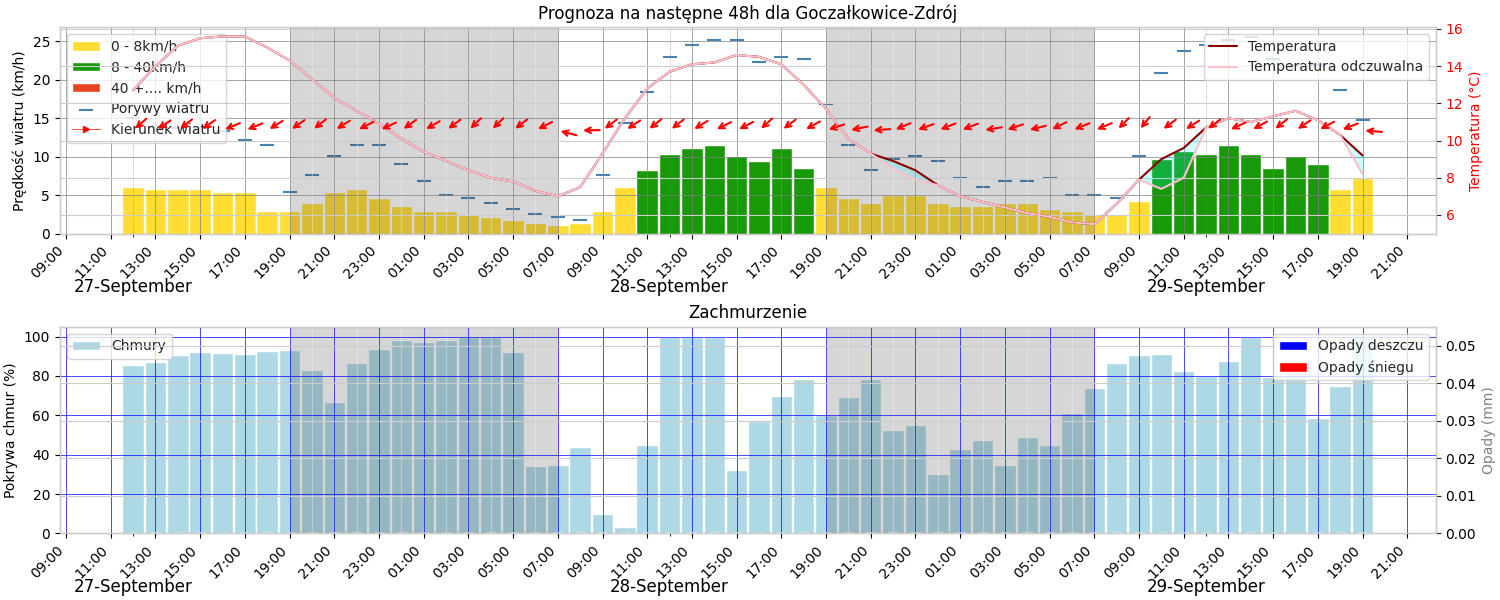 Prognoza na następne 48h dla Goczałkowice-Zdrój
Prędkość wiatru (km/h)
25
20
15
10
5
0
0 - 8km/h
8 - 40km/h
40 +.... km/h
Porywy wiatru
Kierunek wiatru
Temperatura
Temperatura odczuwalna
16
14
12
10
8
6
Temperatura (°C)
09:00 11:00 13:00 15:00 17:00 19:00 21:00 23:00 01:00 03:00 05:00 07:00 09:00 11:00 13:00 15:00 17:00 19:00 21:00 23:00 01:00 03:00 05:00 07:00 09:00 11:00 13:00 15:00 17:00 19:00 21:00
27-September 28-September 29-September
Zachmurzenie
Pokrywa chmur (%)
100
80
60
40
20
0
Chmury
Opady deszczu
Opady śniegu
0.05
0.04
0.03
0.02
0.01
0.00
Opady (mm)
09:00 11:00 13:00 15:00 17:00 19:00 21:00 23:00 01:00 03:00 05:00 07:00 09:00 11:00 13:00 15:00 17:00 19:00 21:00 23:00 01:00 03:00 05:00 07:00 09:00 11:00 13:00 15:00 17:00 19:00 21:00
27-September 28-September 29-September